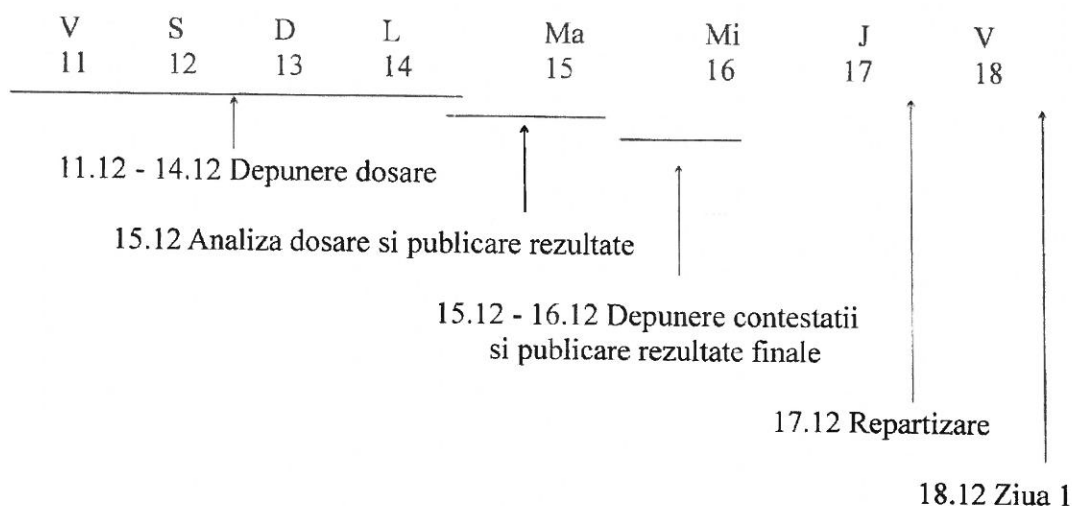 V S D L Ma Mi J V
11 12 13 14 15 16 17 18
11.12 - 14.12 Depunere dosare
15.12 Analiza dosare si publicare rezultate
15.12 - 16.12 Depunere contestatii
si publicare rezultate finale
17.12 Repartizare
18.12 Ziua 1